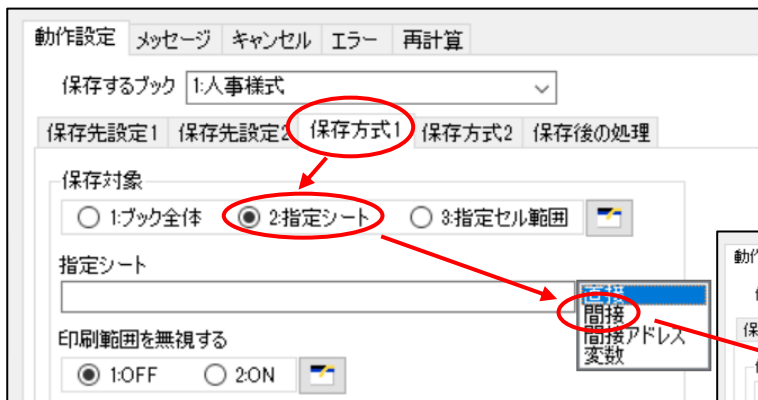 動作設定 メッセージ キャンセル エラー 再計算
保存するブック 1:人事様式
保存先設定1 保存先設定2 保存方式1 保存方式2 保存後の処理
保存対象
1:ブック全体 2:指定シート 3:指定セル範囲
指定シート
直接
間接
間接アドレス
変数
印刷範囲を無視する
1:OFF 2:ON